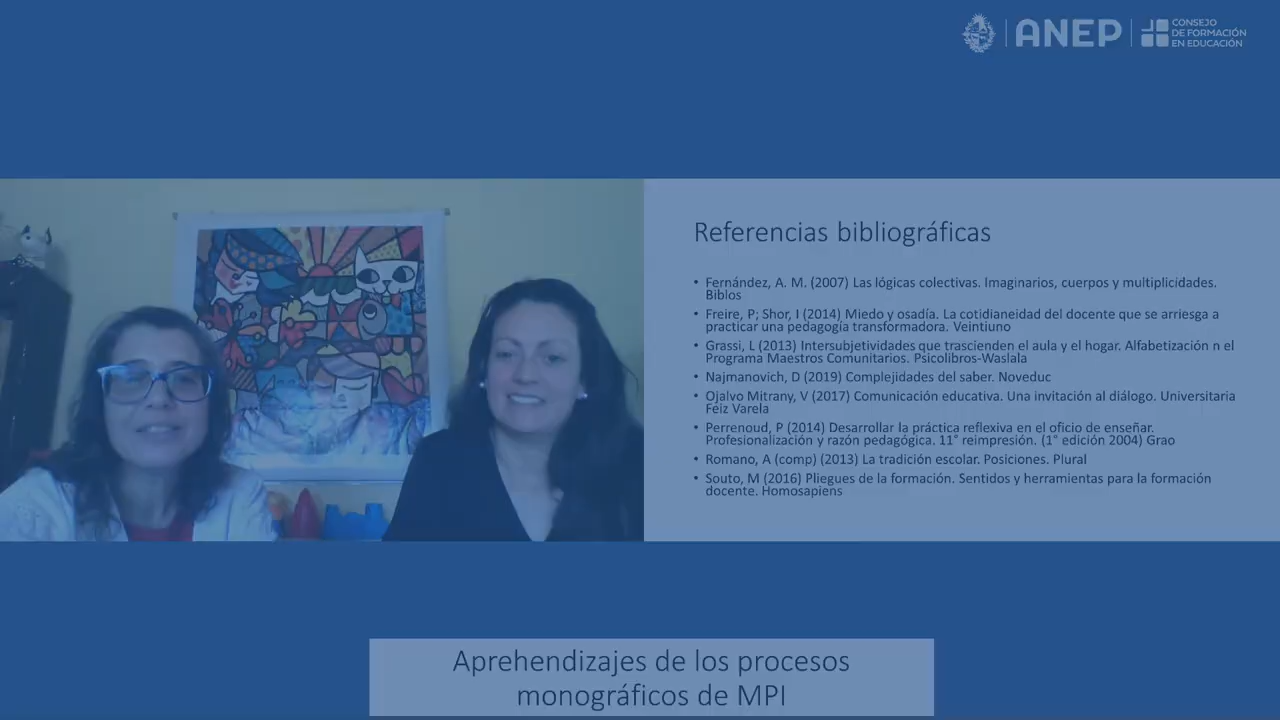 ANEP
CONSEJO
DE FORMACIÓN
EN EDUCACIÓN
Referencias bibliográficas
• Fernández, A. M. (2007) Las lógicas colectivas. Imaginarios, cuerpos y multiplicidades.
Biblos
• Freire, P; Shor, I (2014) Miedo y osadía. La cotidianeidad del docente que se arriesga a
practicar una pedagogía transformadora. Veintiuno
• Grassi, L (2013) Intersubjetividades que trascienden el aula y el hogar. Alfabetización n el
Programa Maestros Comunitarios. Psicolibros-Waslala
• Najmanovich, D (2019) Complejidades del saber. Noveduc
• Ojalvo Mitrany, V (2017) Comunicación educativa. Una invitación al diálogo. Universitaria
Feiz Varela
• Perrenoud, P (2014) Desarrollar la práctica reflexiva en el oficio de enseñar.
Profesionalización y razón pedagógica. 11° reimpresión. (1° edición 2004) Grao
• Romano, A (comp) (2013) La tradición escolar. Posiciones. Plural
• Souto, M (2016) Pliegues de la formación. Sentidos y herramientas para la formación
docente. Homosapiens
Aprehendizajes de los procesos
monográficos de MPI